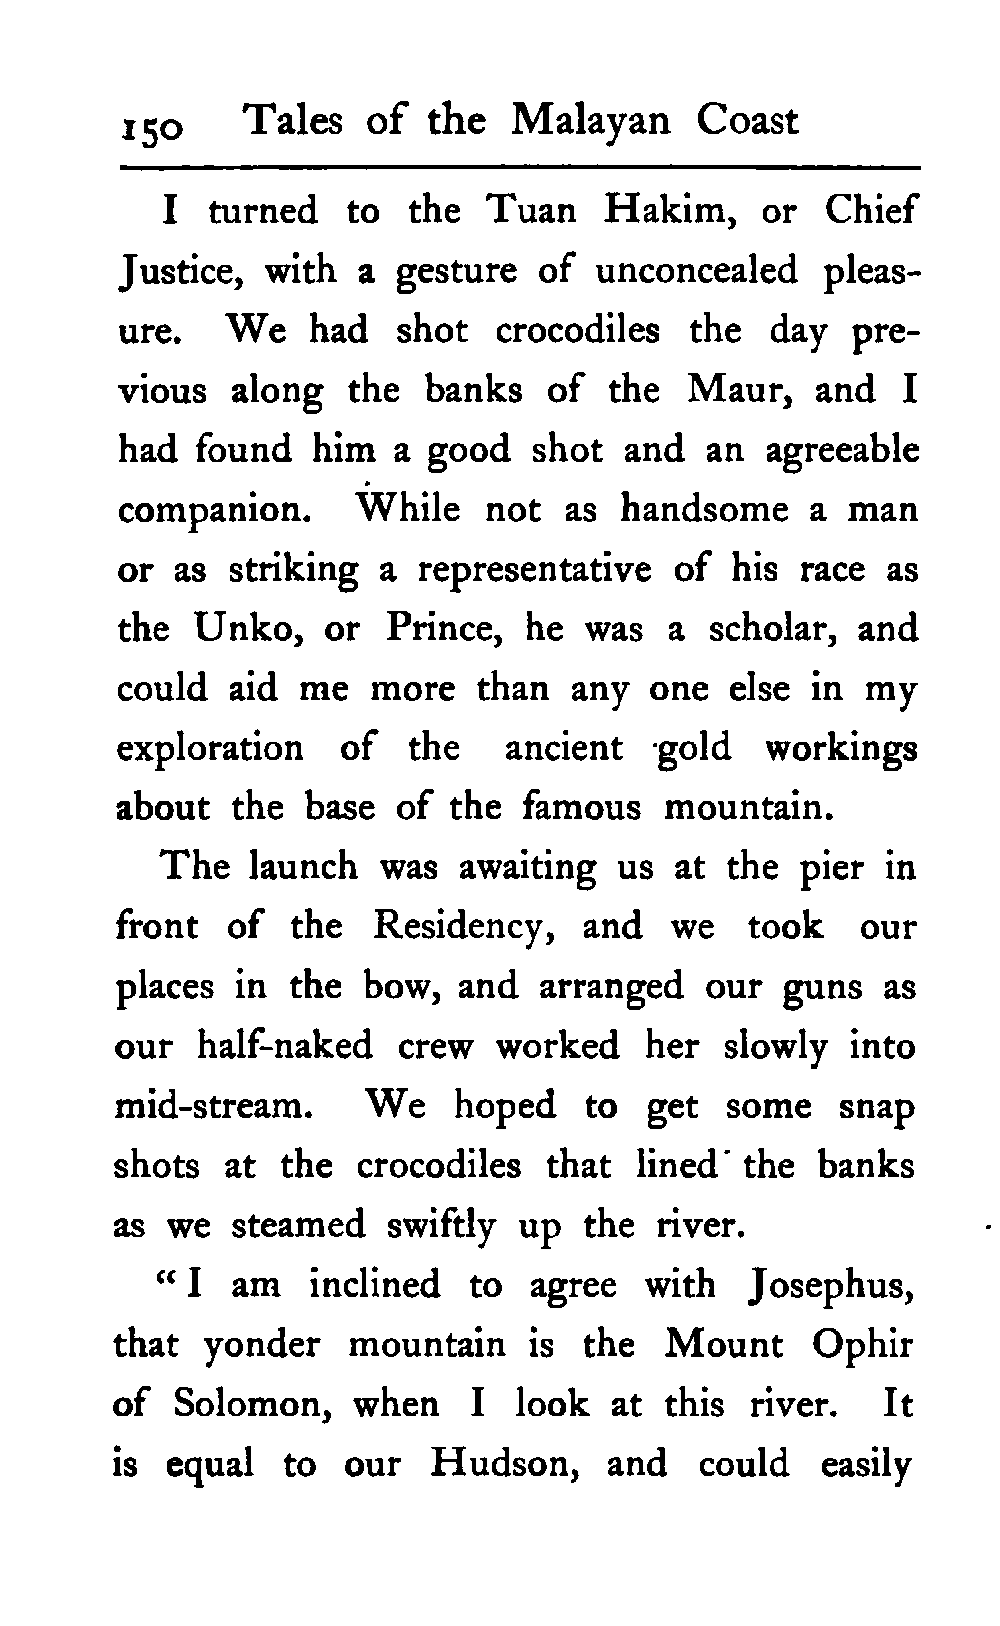 150 Tales of the Malayan Coast
I turned to the Tuan Hakim, or Chief
Justice, with a gesture of unconcealed pleas-
ure. We had shot crocodiles the day pre-
vious along the banks of the Maur, and I
had found him a good shot and an agreeable
companion. While not as handsome a man
or as striking a representative of his race as
the Unko, or Prince, he was a scholar, and
could aid me more than any one else in my
exploration of the ancient gold workings
about the base of the famous mountain.
The launch was awaiting us at the pier in
front of the Residency, and we took our
places in the bow, and arranged our guns as
our half-naked crew worked her slowly into
mid-stream. We hoped to get some snap
shots at the crocodiles that lined the banks
as we steamed swiftly up the river.
“I am inclined to agree with Josephus,
that yonder mountain is the Mount Ophir
of Solomon, when I look at this river. It
is equal to our Hudson, and could easily